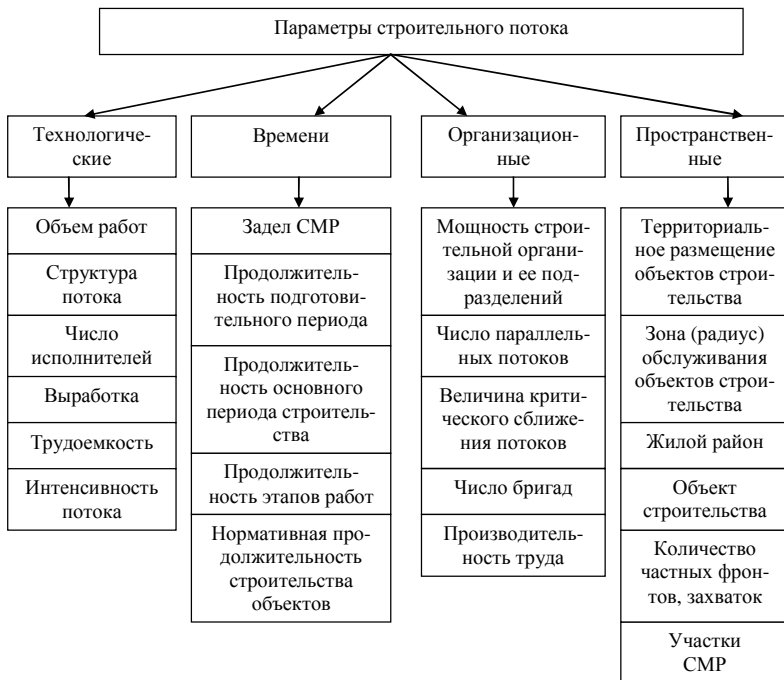 Параметры строительного потока
Технологиче-
ские
Объем работ
Структура
потока
Число
исполнителей
Выработка
Трудоемкость
Интенсивность
потока
Времени
Задел СМР
Продолжитель-
ность подготови-
тельного периода
Продолжитель-
ность основного
периода строитель-
ства
Продолжитель-
ность этапов работ
Нормативная про-
должительность
строительства
объектов
Организацион-
ные
Мощность строи-
тельной органи-
зации и ее под-
разделений
Число параллель-
ных потоков
Величина крити-
ческого сближе-
ния потоков
Число бригад
Производитель-
ность труда
Пространствен-
ные
Территориаль-
ное размещение
объектов строи-
тельства
Зона (радиус)
обслуживания
объектов строи-
тельства
Жилой район
Объект
строительства
Количество
частных фрон-
тов, захваток
Участки
СМР